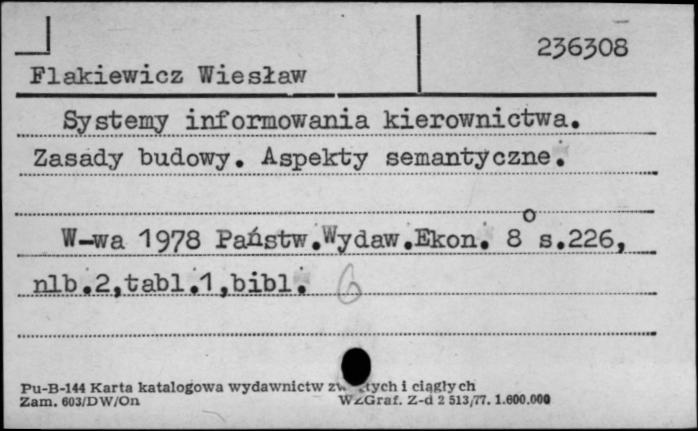 236308
Flakiewicz Wiesław
Systemy informowania kierownictwa.
Zasady budowy. Aspekty semantyczne.
W-wa 1978 Państw.Wydaw.Ekon. 8° s.226,
nlb.2,tabl.1,bibl.
6
Pu-B-144 Karta katalogowa wydawnictw i ciągłych
Zam. 603/DW/On WZGraf. Z-d 2 513/77. 1.600.000